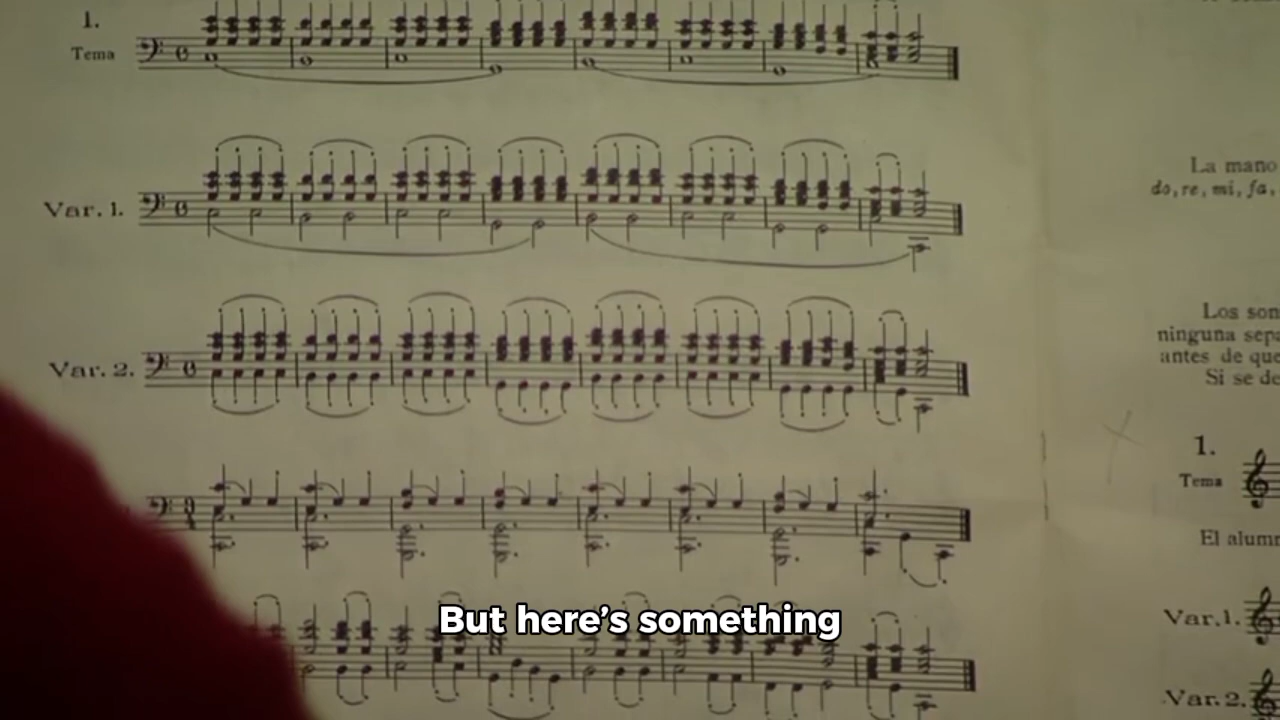 1.
Tema
Var. 1.
Var. 2.
La mano
do, re, mi, fa,
Los son
ninguna sepa
antes de que
Si se de
1.
Tema
El alum
Var. 1.
Var. 2.
But here's something